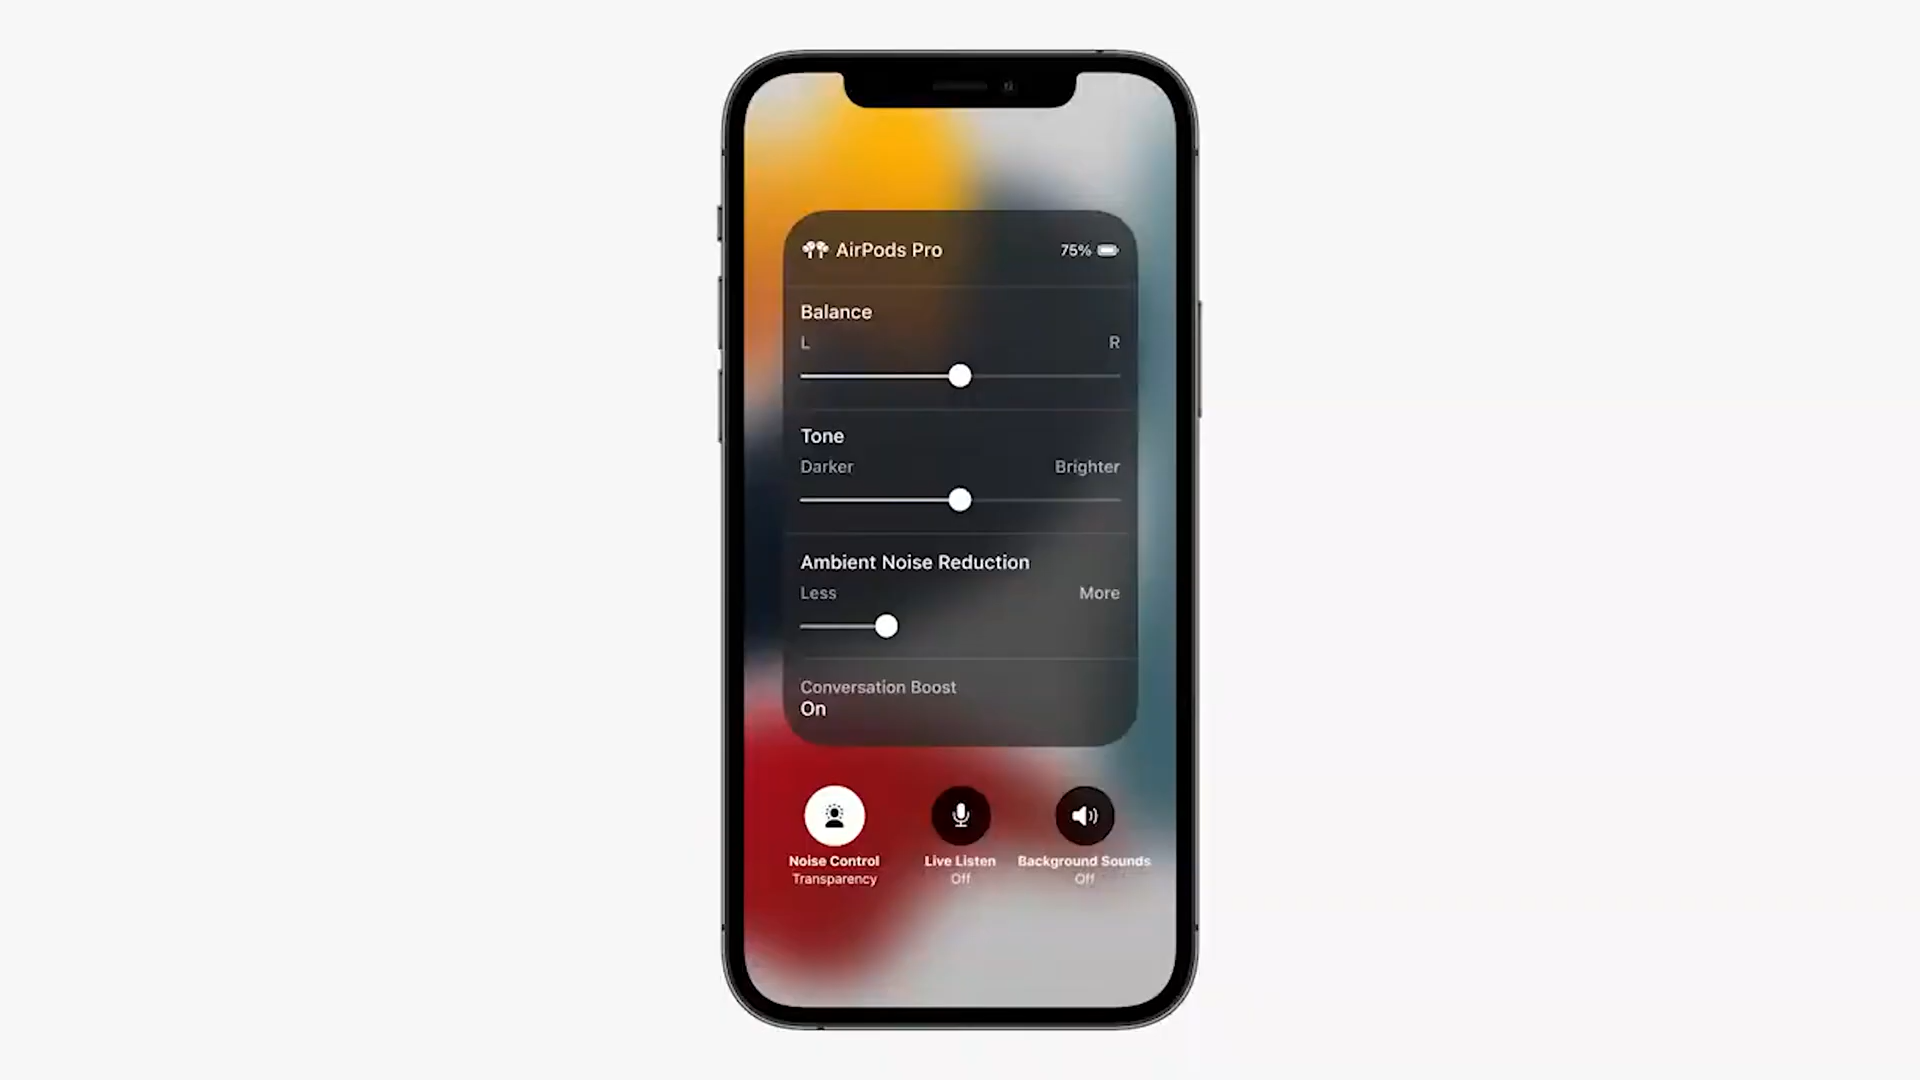 AirPods Pro 75%
Balance
L R
Tone
Darker Brighter
Ambient Noise Reduction
Less More
Conversation Boost
On
Noise Control Live Listen Background Sounds
Transparency Off Off